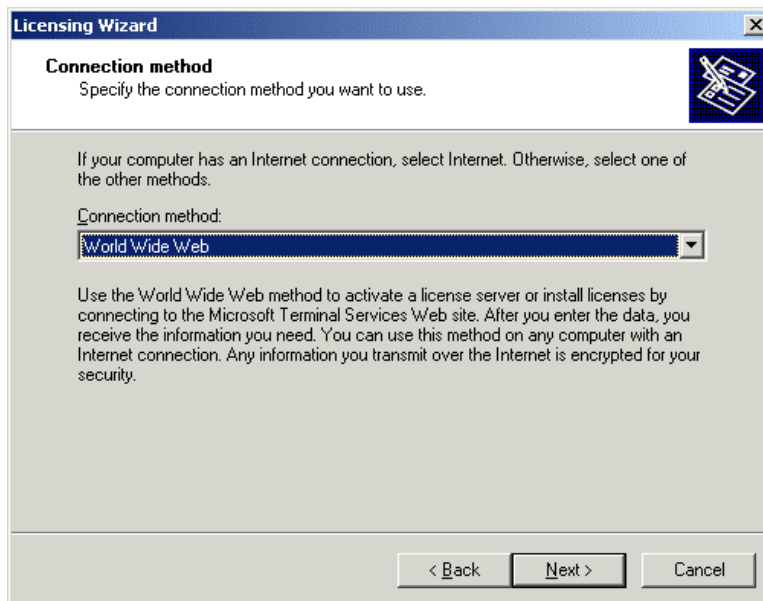 Licensing Wizard
Connection method
Specify the connection method you want to use.
If your computer has an Internet connection, select Internet. Otherwise, select one of
the other methods.
Connection method:
World Wide Web
Use the World Wide Web method to activate a license server or install licenses by
connecting to the Microsoft Terminal Services Web site. After you enter the data, you
receive the information you need. You can use this method on any computer with an
Internet connection. Any information you transmit over the Internet is encrypted for your
security.
< Back
Next >
Cancel